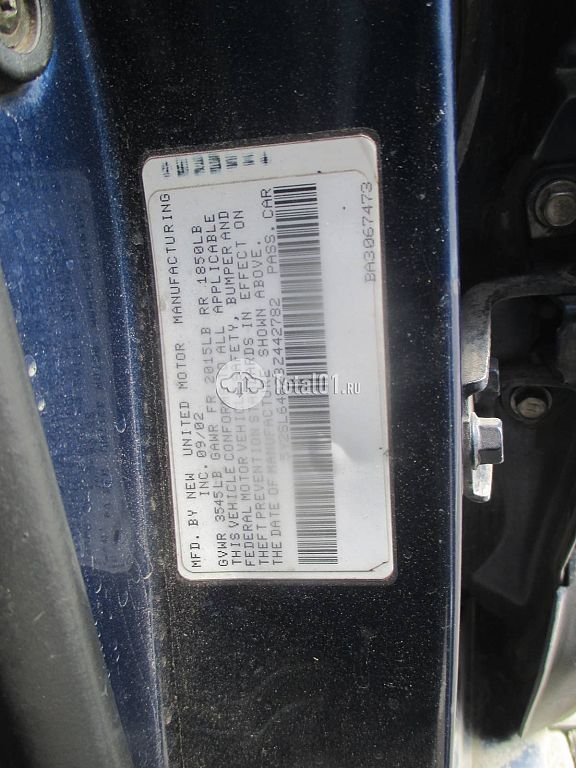 MFD. BY NEW UNITED MOTOR MANUFACTURING
INC. 09/02
GVWR 3545LB GAWR FR 2015LB RR 1850LB
THIS VEHICLE CONFORMS ALL APPLICABLE
FEDERAL MOTOR VEHICLE SAFETY, BUMPER AND
THEFT PREVENTION STANDARDS IN EFFECT ON
THE DATE OF MANUFACTURE SHOWN ABOVE.
3Z442782 PASS. CAR
BA3067473
Total01.RU